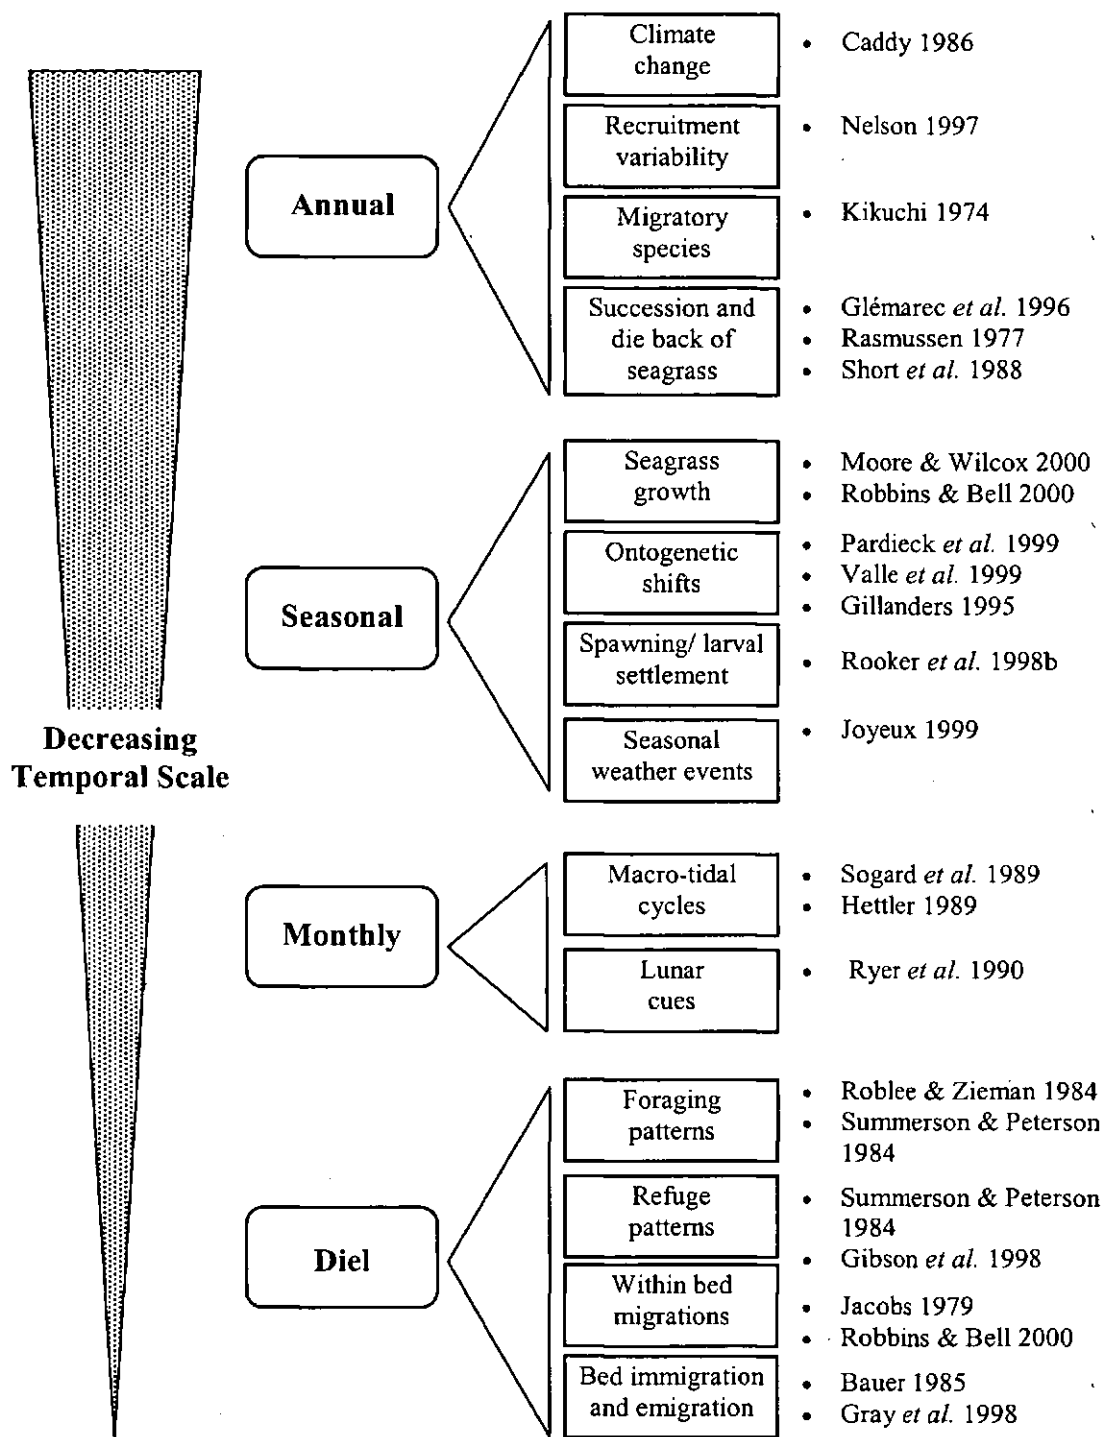 Climate
change
• Caddy 1986
Recruitment
variability
• Nelson 1997
Annual
Migratory
species
• Kikuchi 1974
Succession and
die back of
seagrass
• Glémarec et al. 1996
• Rasmussen 1977
• Short et al. 1988
Seagrass
growth
• Moore & Wilcox 2000
• Robbins & Bell 2000
Ontogenetic
shifts
• Pardieck et al. 1999
• Valle et al. 1999
• Gillanders 1995
Seasonal
Spawning/ larval
settlement
• Rooker et al. 1998b
Seasonal
weather events
• Joyeux 1999
Decreasing
Temporal Scale
Macro-tidal
cycles
• Sogard et al. 1989
• Hettler 1989
Monthly
Lunar
cues
• Ryer et al. 1990
Foraging
patterns
• Roblee & Zieman 1984
• Summerson & Peterson
1984
Refuge
patterns
• Summerson & Peterson
1984
• Gibson et al. 1998
Diel
Within bed
migrations
• Jacobs 1979
• Robbins & Bell 2000
Bed immigration
and emigration
• Bauer 1985
• Gray et al. 1998